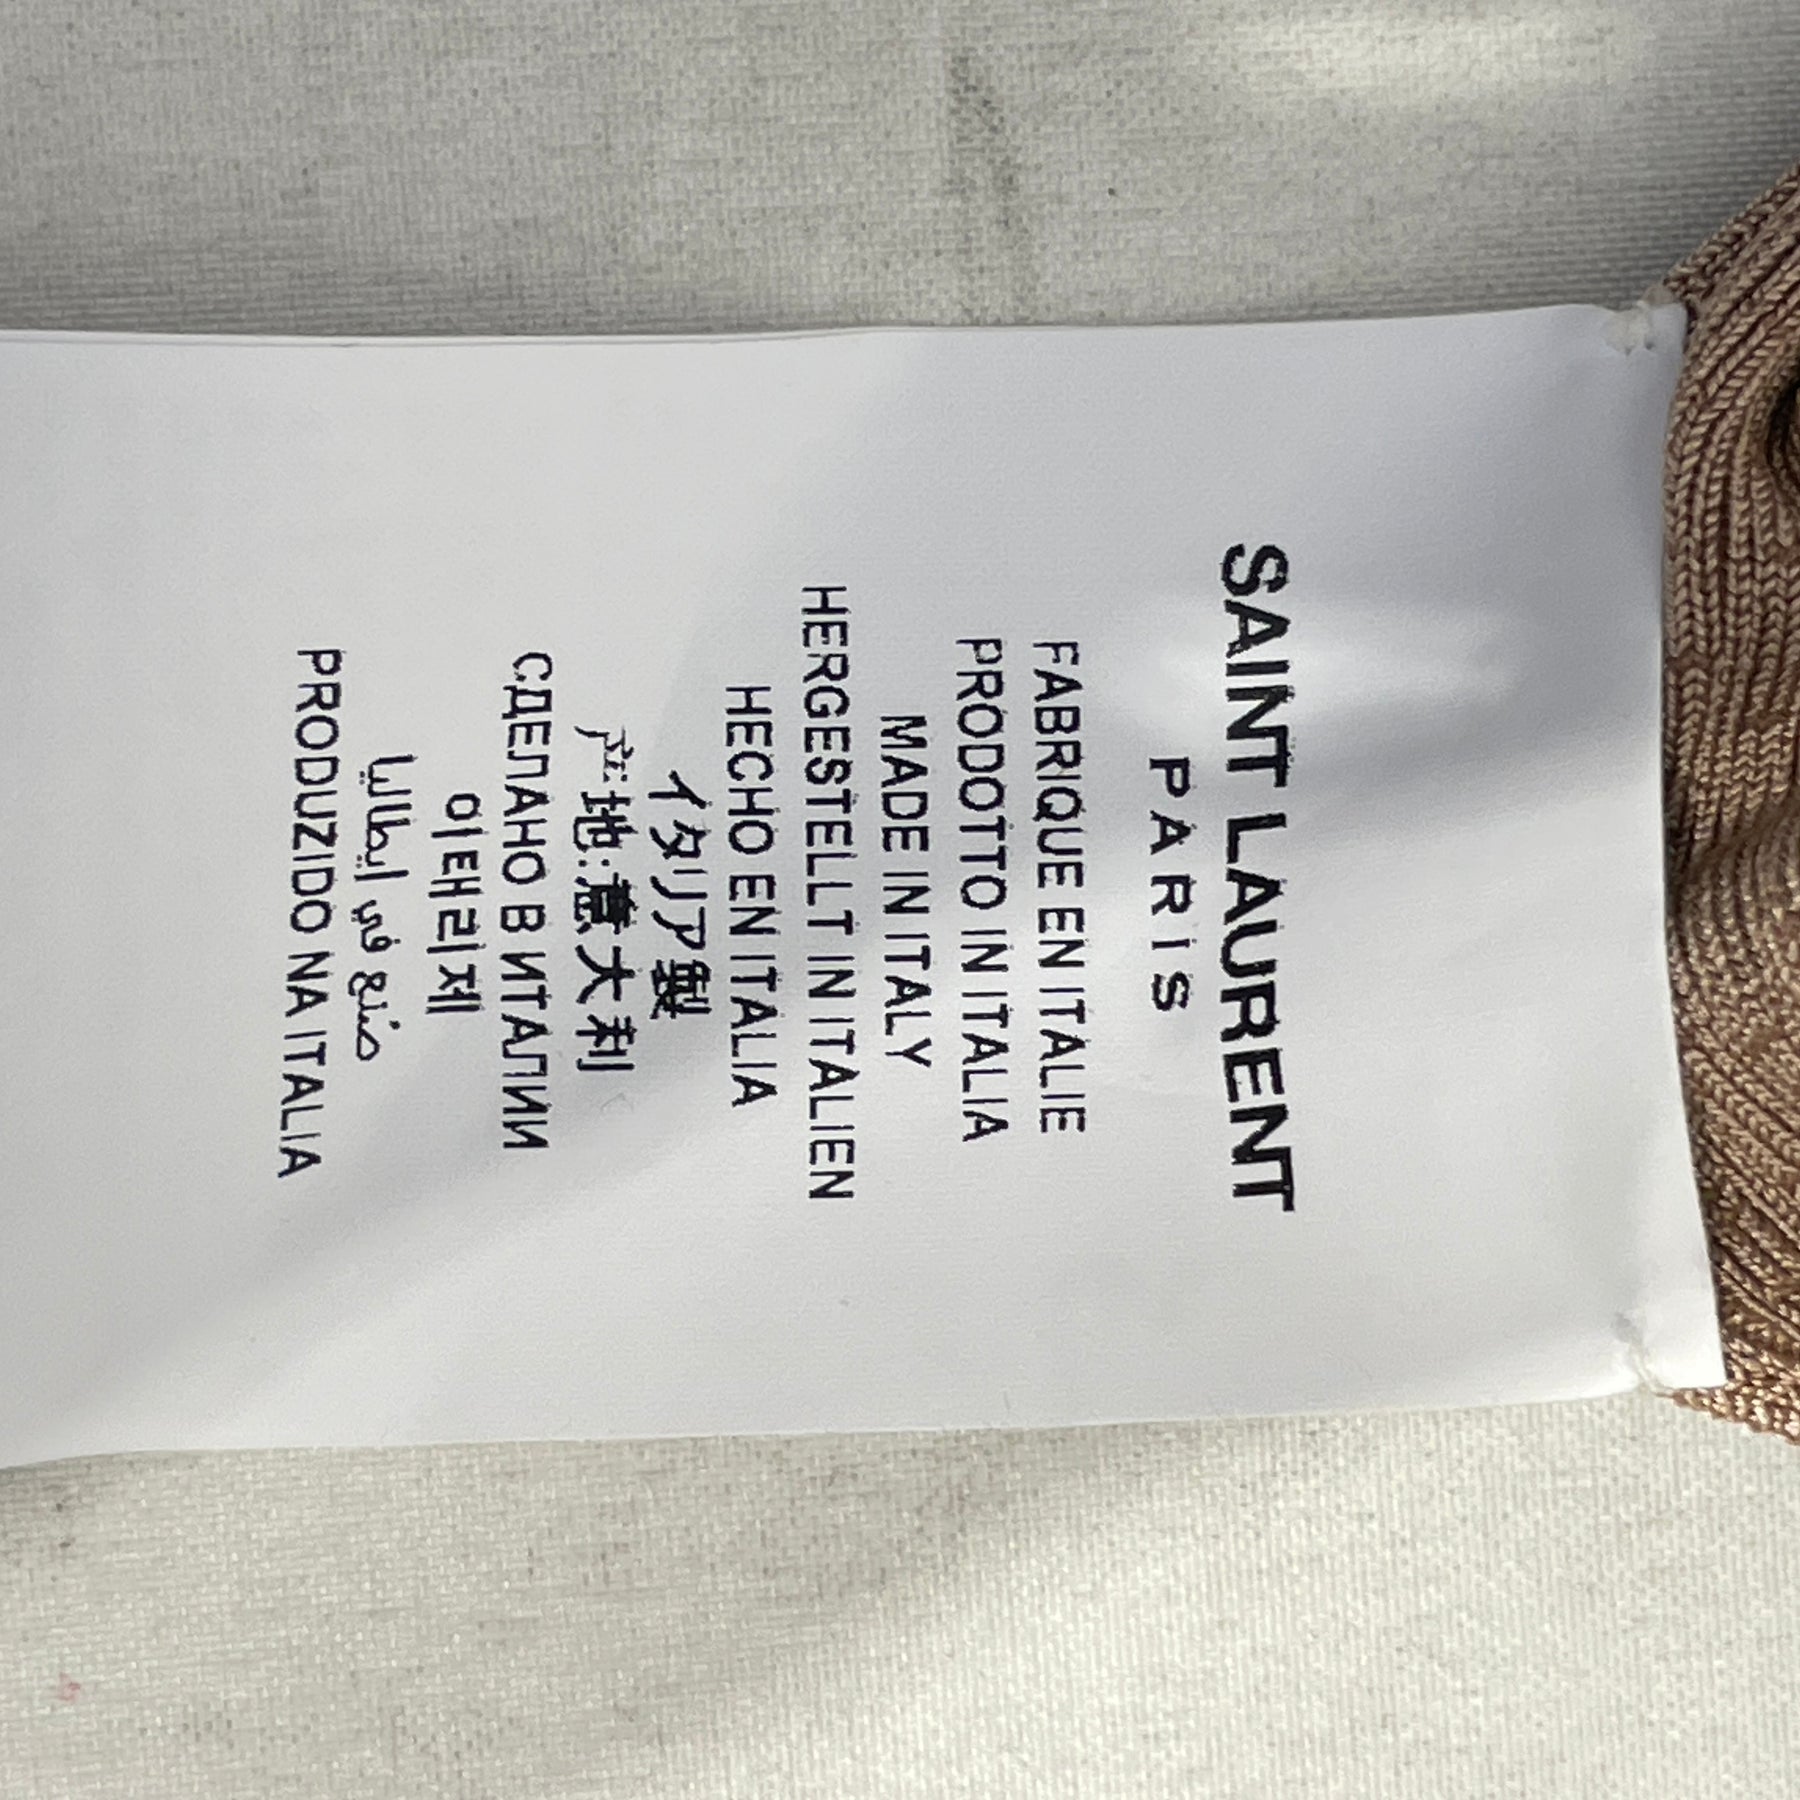 SAINT LAURENT
PARIS
FABRIQUE EN ITALIE
PRODOTTO IN ITALIA
MADE IN ITALY
HERGESTELLT IN ITALIEN
HECHO EN ITALIA
イタリア製
产地:意大利
СДЕЛАНО В ИТАЛИИ
이태리제
صُنع في إيطاليا
PRODUZIDO NA ITALIA